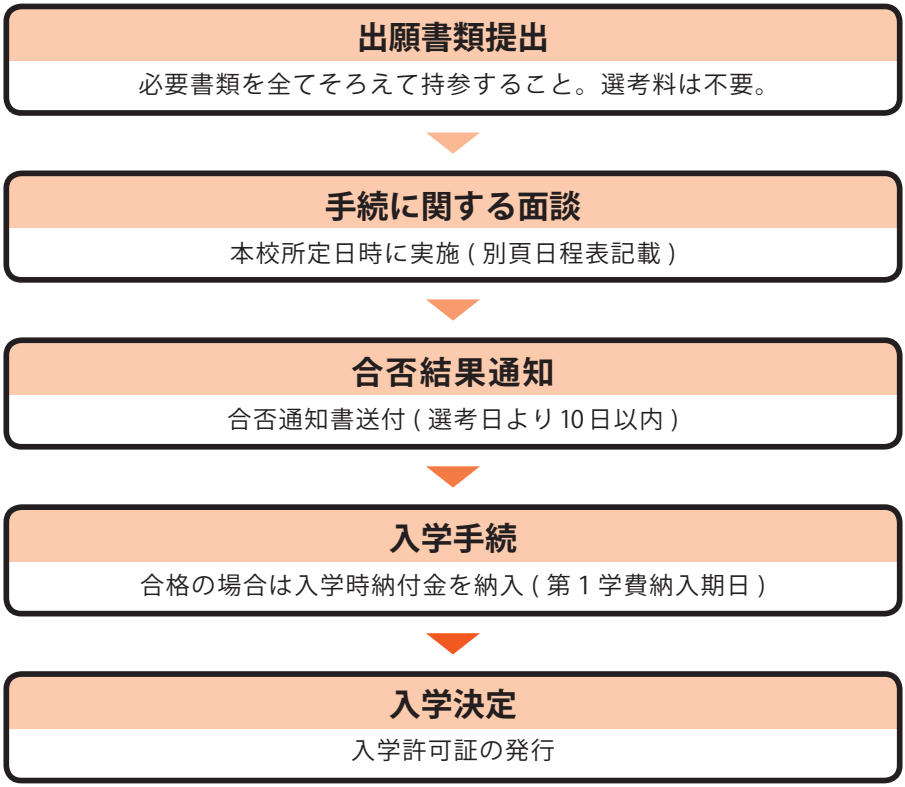 出願書類提出
必要書類を全てそろえて持参すること。選考料は不要。
手続に関する面談
本校所定日時に実施 ( 別頁日程表記載 )
合否結果通知
合否通知書送付 ( 選考日より 10 日以内 )
入学手続
合格の場合は入学時納付金を納入 ( 第 1 学費納入期日 )
入学決定
入学許可証の発行